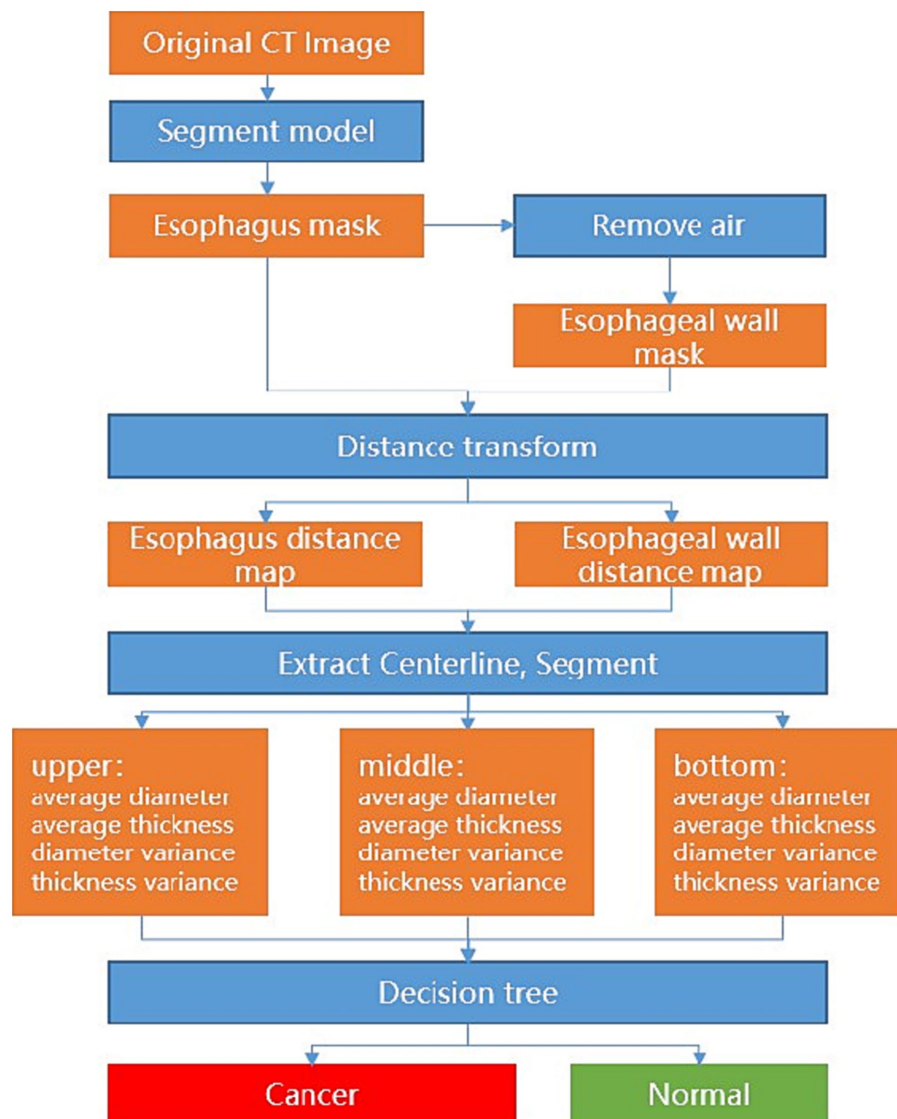 Original CT Image
Segment model
Esophagus mask
Remove air
Esophageal wall
mask
Distance transform
Esophagus distance
map
Esophageal wall
distance map
Extract Centerline, Segment
upper:
average diameter
average thickness
diameter variance
thickness variance
middle:
average diameter
average thickness
diameter variance
thickness variance
bottom:
average diameter
average thickness
diameter variance
thickness variance
Decision tree
Cancer
Normal